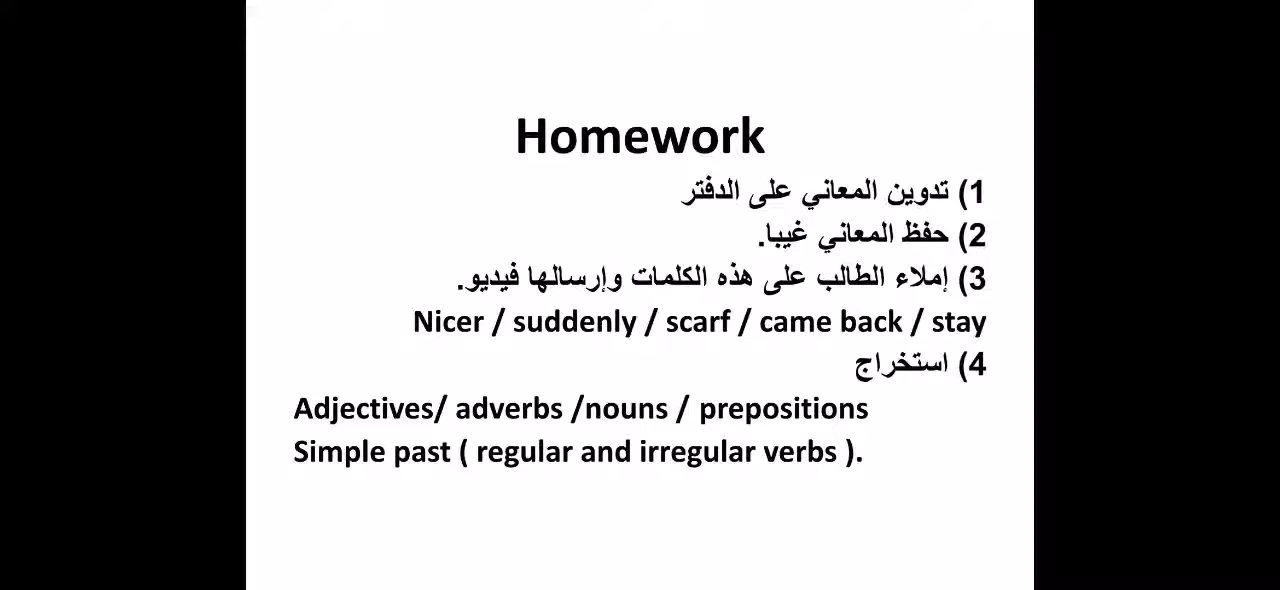 Homework
1) تدوين المعاني على الدفتر
2) حفظ المعاني غيبا.
3) إملاء الطالب على هذه الكلمات وإرسالها فيديو.
Nicer / suddenly / scarf / came back / stay
4) استخراج
Adjectives/ adverbs /nouns / prepositions
Simple past ( regular and irregular verbs ).